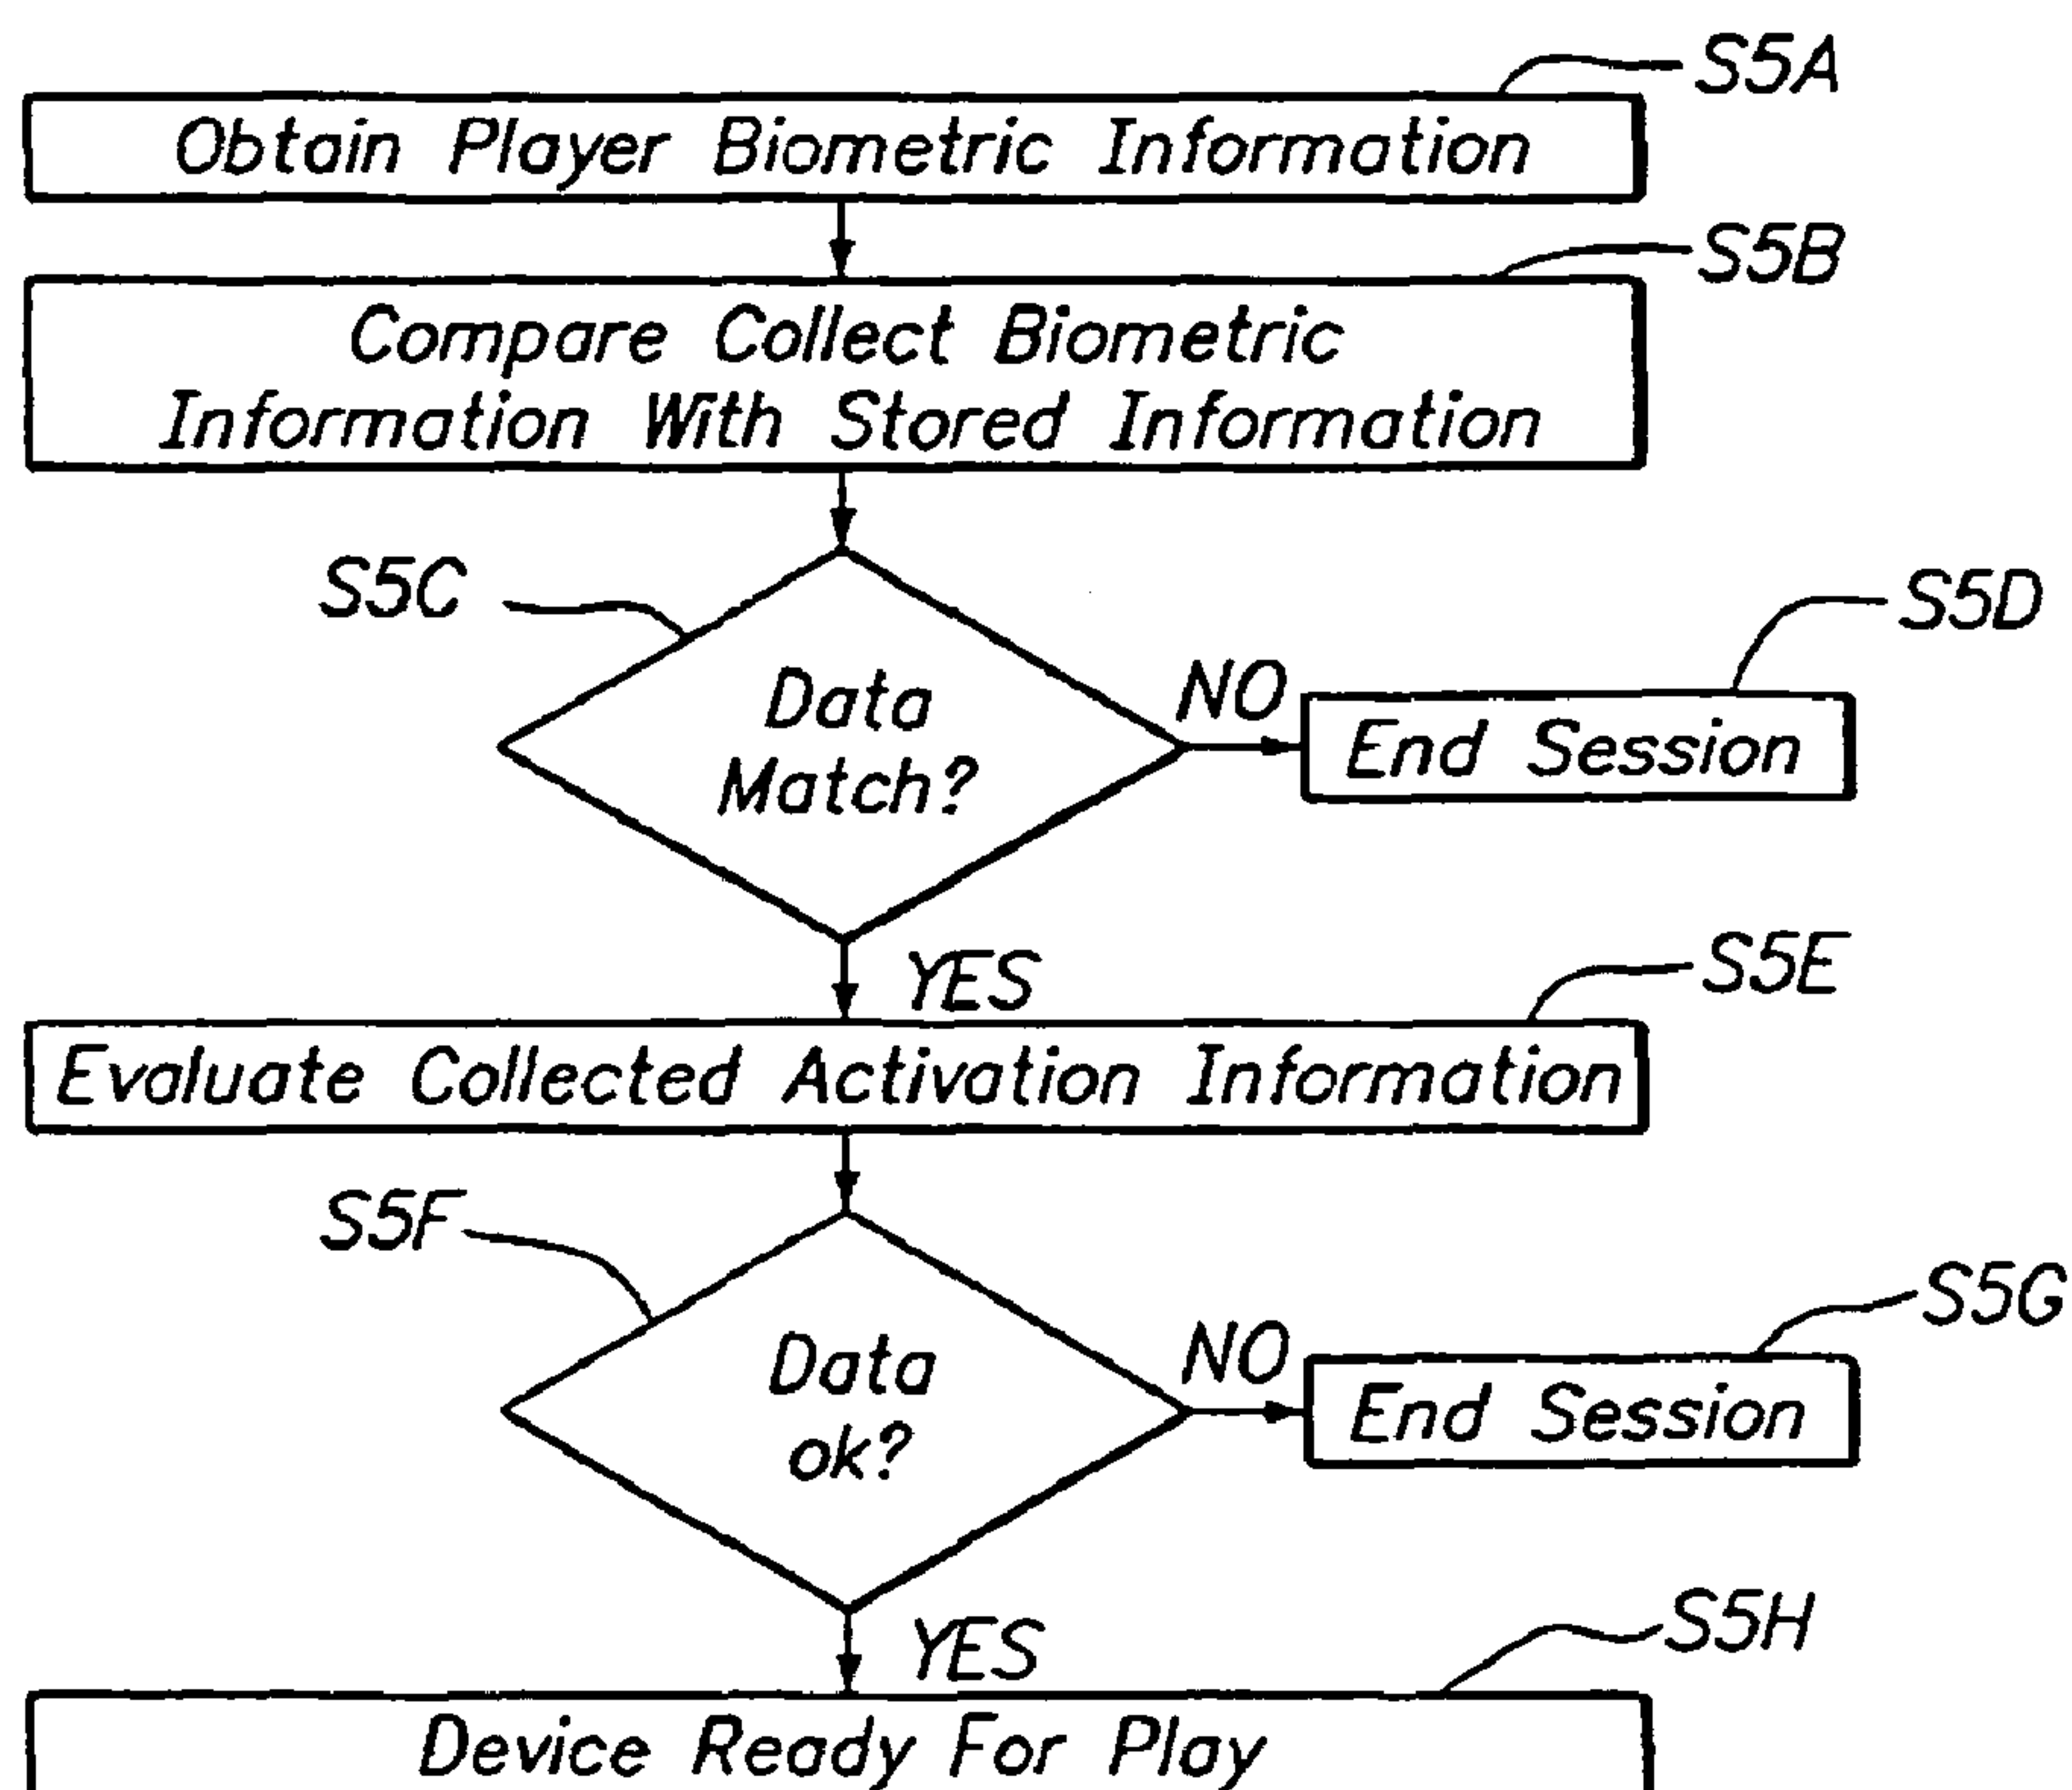 S5A
Obtain Player Biometric Information
S5B
Compare Collect Biometric
Information With Stored Information
S5C
Data
Match?
NO
S5D
End Session
YES
S5E
Evaluate Collected Activation Information
S5F
Data
ok?
NO
S5G
End Session
YES
S5H
Device Ready For Play